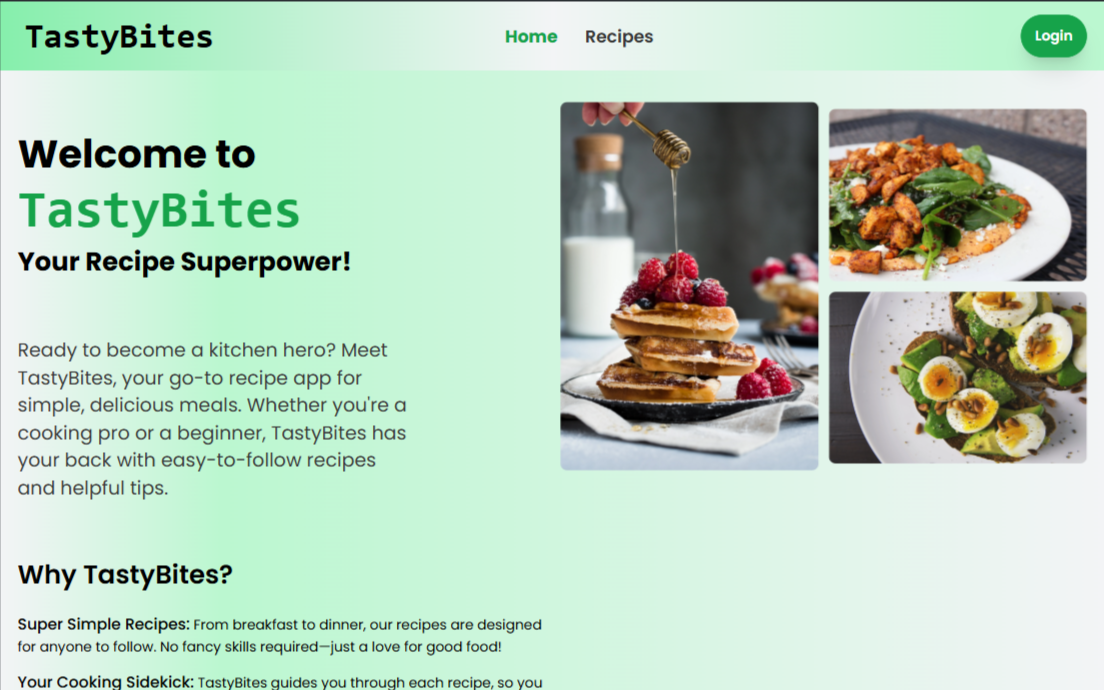 TastyBites
Home
Recipes
Login
Welcome to
TastyBites
Your Recipe Superpower!
Ready to become a kitchen hero? Meet
TastyBites, your go-to recipe app for
simple, delicious meals. Whether you're a
cooking pro or a beginner, TastyBites has
your back with easy-to-follow recipes
and helpful tips.
Why TastyBites?
Super Simple Recipes: From breakfast to dinner, our recipes are designed
for anyone to follow. No fancy skills required—just a love for good food!
Your Cooking Sidekick: TastyBites guides you through each recipe, so you